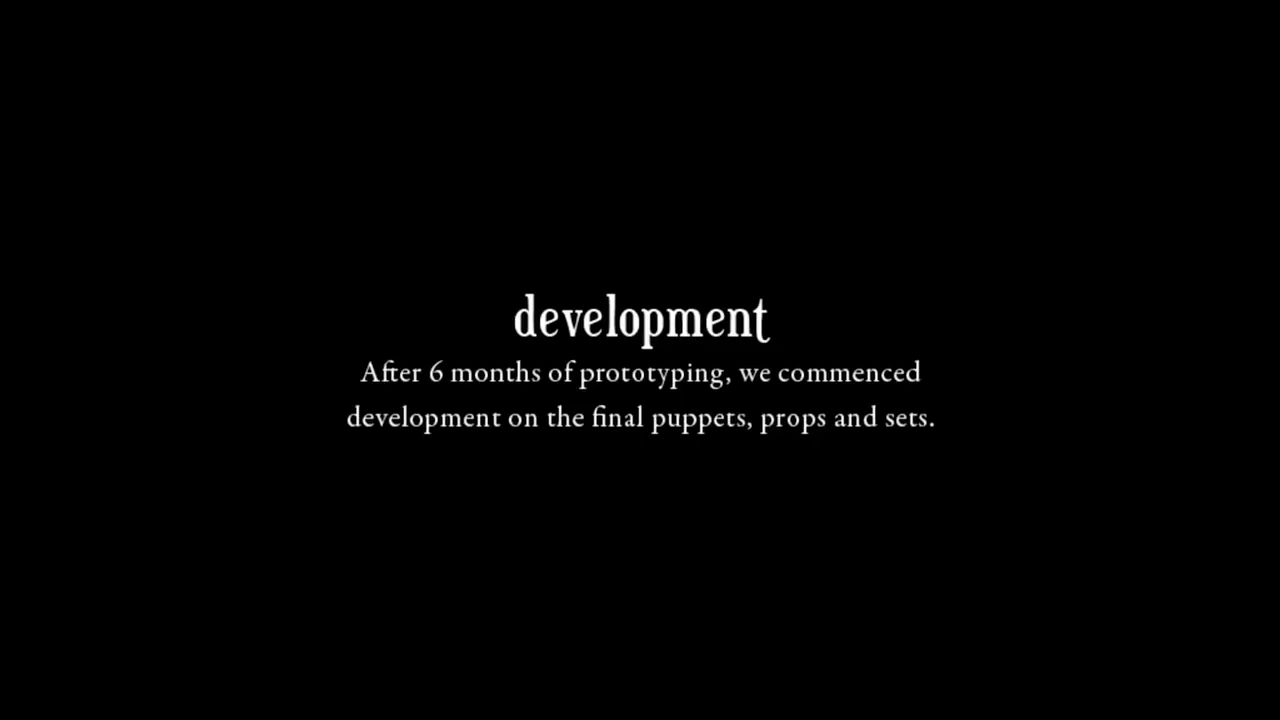 development
After 6 months of prototyping, we commenced
development on the final puppets, props and sets.